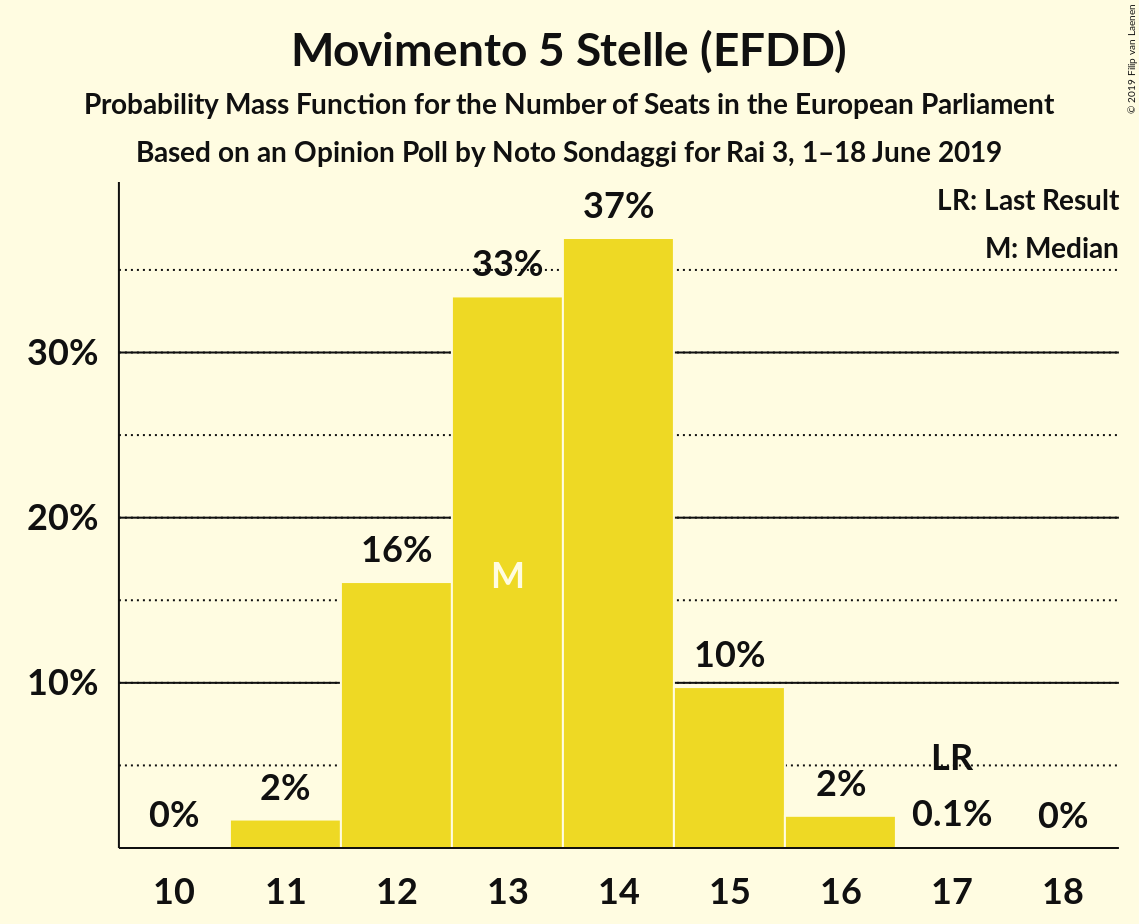 Movimento 5 Stelle (EFDD)
Probability Mass Function for the Number of Seats in the European Parliament
Based on an Opinion Poll by Noto Sondaggi for Rai 3, 1–18 June 2019
© 2019 Filip van Laenen
LR: Last Result
M: Median
37%
33%
30%
20%
16%
M
10%
10%
LR
2%
2%
0%
0.1%
0%
10 11 12 13 14 15 16 17 18